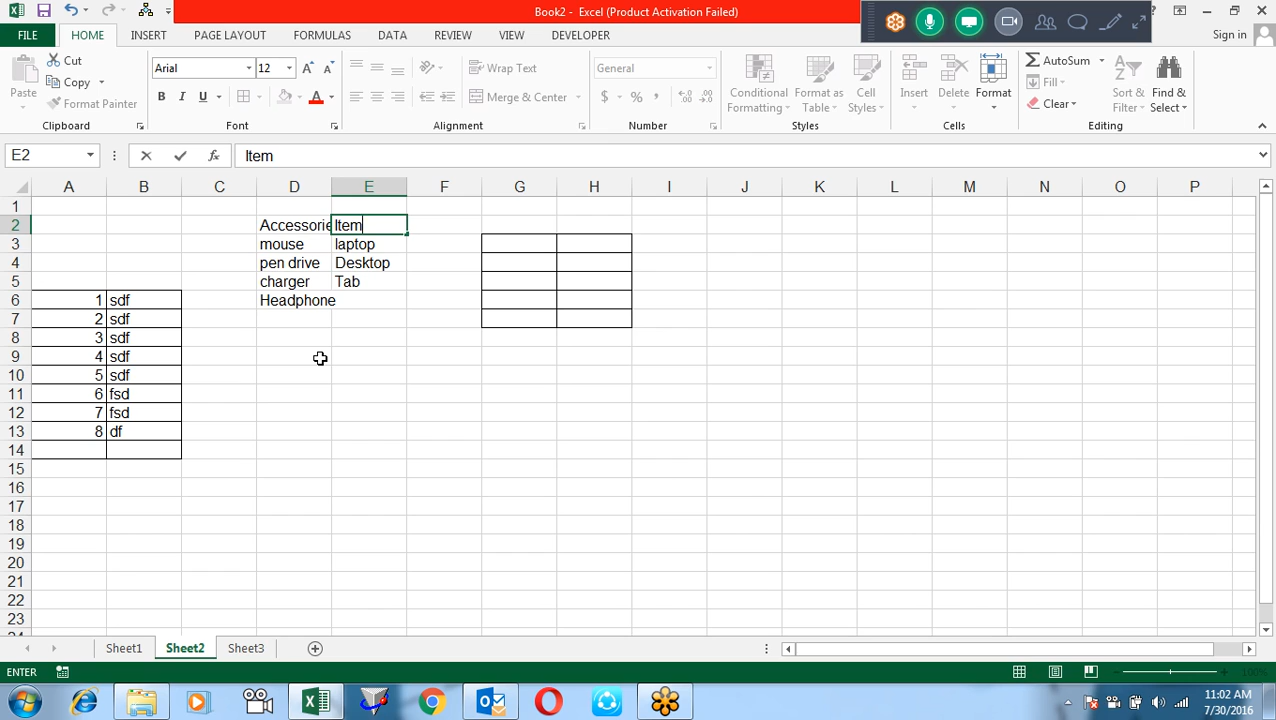 Book2 - Excel (Product Activation Failed)
?
Sign in
FILE HOME INSERT PAGE LAYOUT FORMULAS DATA REVIEW VIEW DEVELOPER
Paste
Cut
Copy
Format Painter
Clipboard
Arial 12
B I U A
Font
Wrap Text
Merge & Center
Alignment
General
$ % ,
Number
Conditional Formatting
Format as Table
Cell Styles
Styles
Insert Delete Format
Cells
AutoSum
Fill
Clear
Sort & Filter
Find & Select
Editing
E2 fx Item
A B C D E F G H I J K L M N O P
1
2 Accessorie Item
3 mouse laptop
4 pen drive Desktop
5 charger Tab
6 1 sdf Headphone
7 2 sdf
8 3 sdf
9 4 sdf
10 5 sdf
11 6 fsd
12 7 fsd
13 8 df
14
15
16
17
18
19
20
21
22
23
Sheet1 Sheet2 Sheet3
ENTER 100%
11:02 AM
7/30/2016